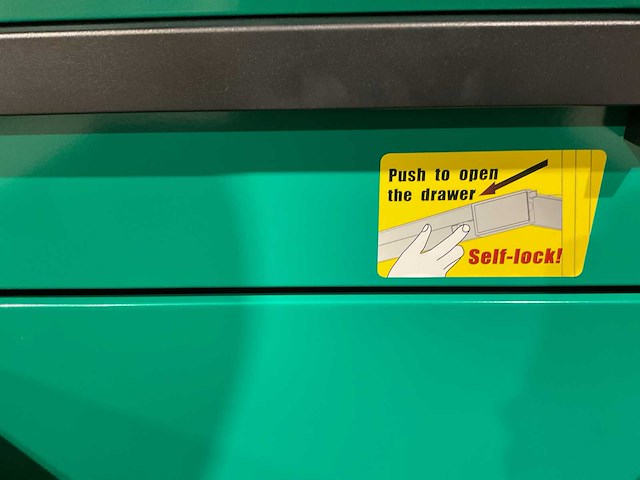 Push to open
the drawer
Self-lock!